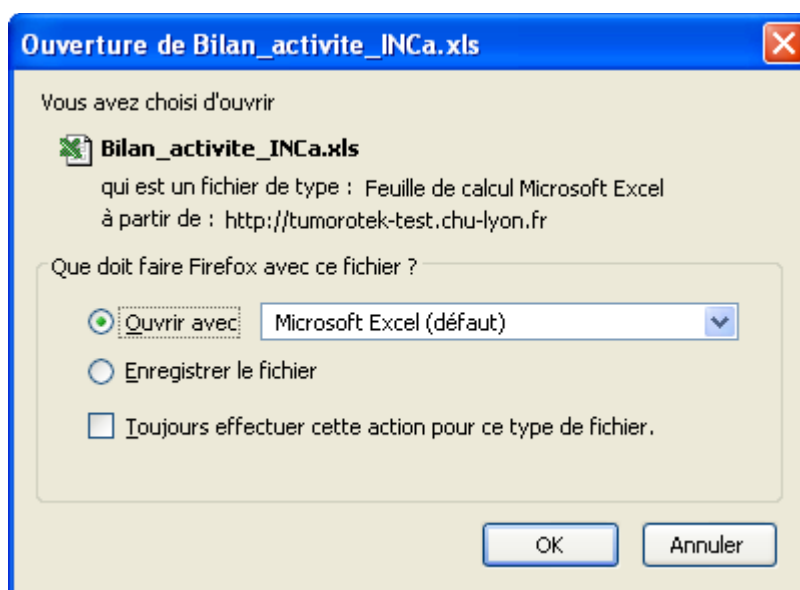 Ouverture de Bilan_activite_INCa.xls
Vous avez choisi d'ouvrir
Bilan_activite_INCa.xls
qui est un fichier de type : Feuille de calcul Microsoft Excel
à partir de : http://tumorotek-test.chu-lyon.fr
Que doit faire Firefox avec ce fichier ?
Ouvrir avec Microsoft Excel (défaut)
Enregistrer le fichier
Toujours effectuer cette action pour ce type de fichier.
OK Annuler